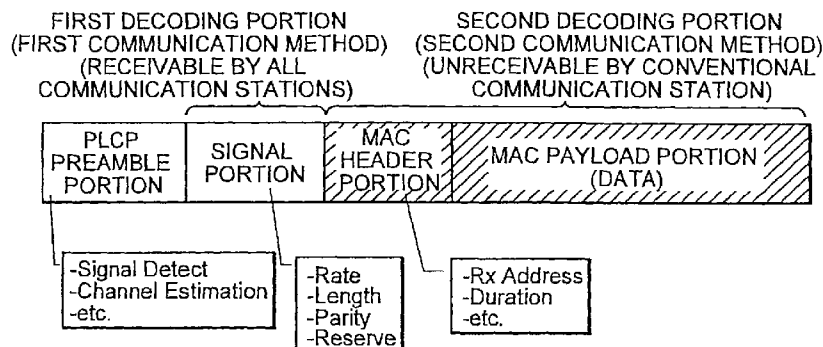 FIRST DECODING PORTION
(FIRST COMMUNICATION METHOD)
(RECEIVABLE BY ALL
COMMUNICATION STATIONS)
SECOND DECODING PORTION
(SECOND COMMUNICATION METHOD)
(UNRECEIVABLE BY CONVENTIONAL
COMMUNICATION STATION)
PLCP
PREAMBLE
PORTION
SIGNAL
PORTION
MAC
HEADER
PORTION
MAC PAYLOAD PORTION
(DATA)
-Signal Detect
-Channel Estimation
-etc.
-Rate
-Length
-Parity
-Reserve
-Rx Address
-Duration
-etc.